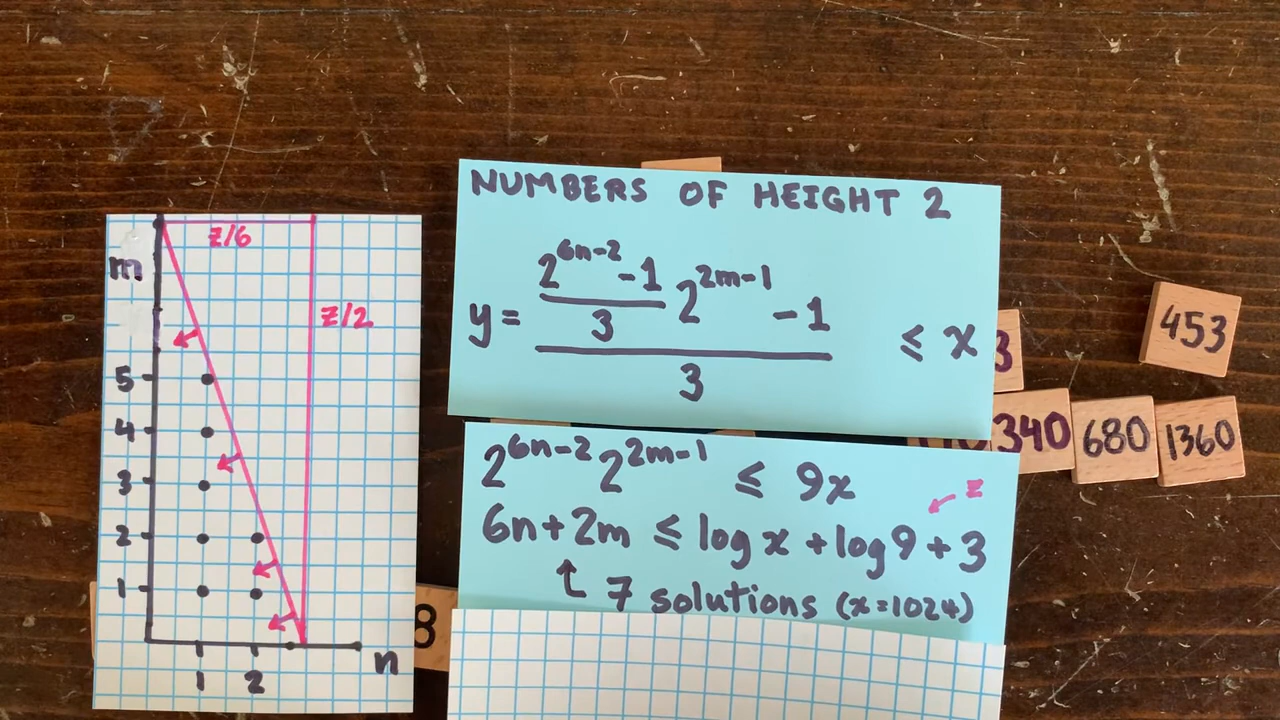 NUMBERS OF HEIGHT 2
y = ((2^(6n-2) -1)/3 2^(2m-1) -1)/3 ≤ x
2^(6n-2) 2^(2m-1) ≤ 9x
z
6n+2m ≤ log x + log 9 + 3
↑ 7 solutions (x=1024)
z/6
m
z/2
5
4
3
2
1
n
1 2
453
3
340 680 1360
8